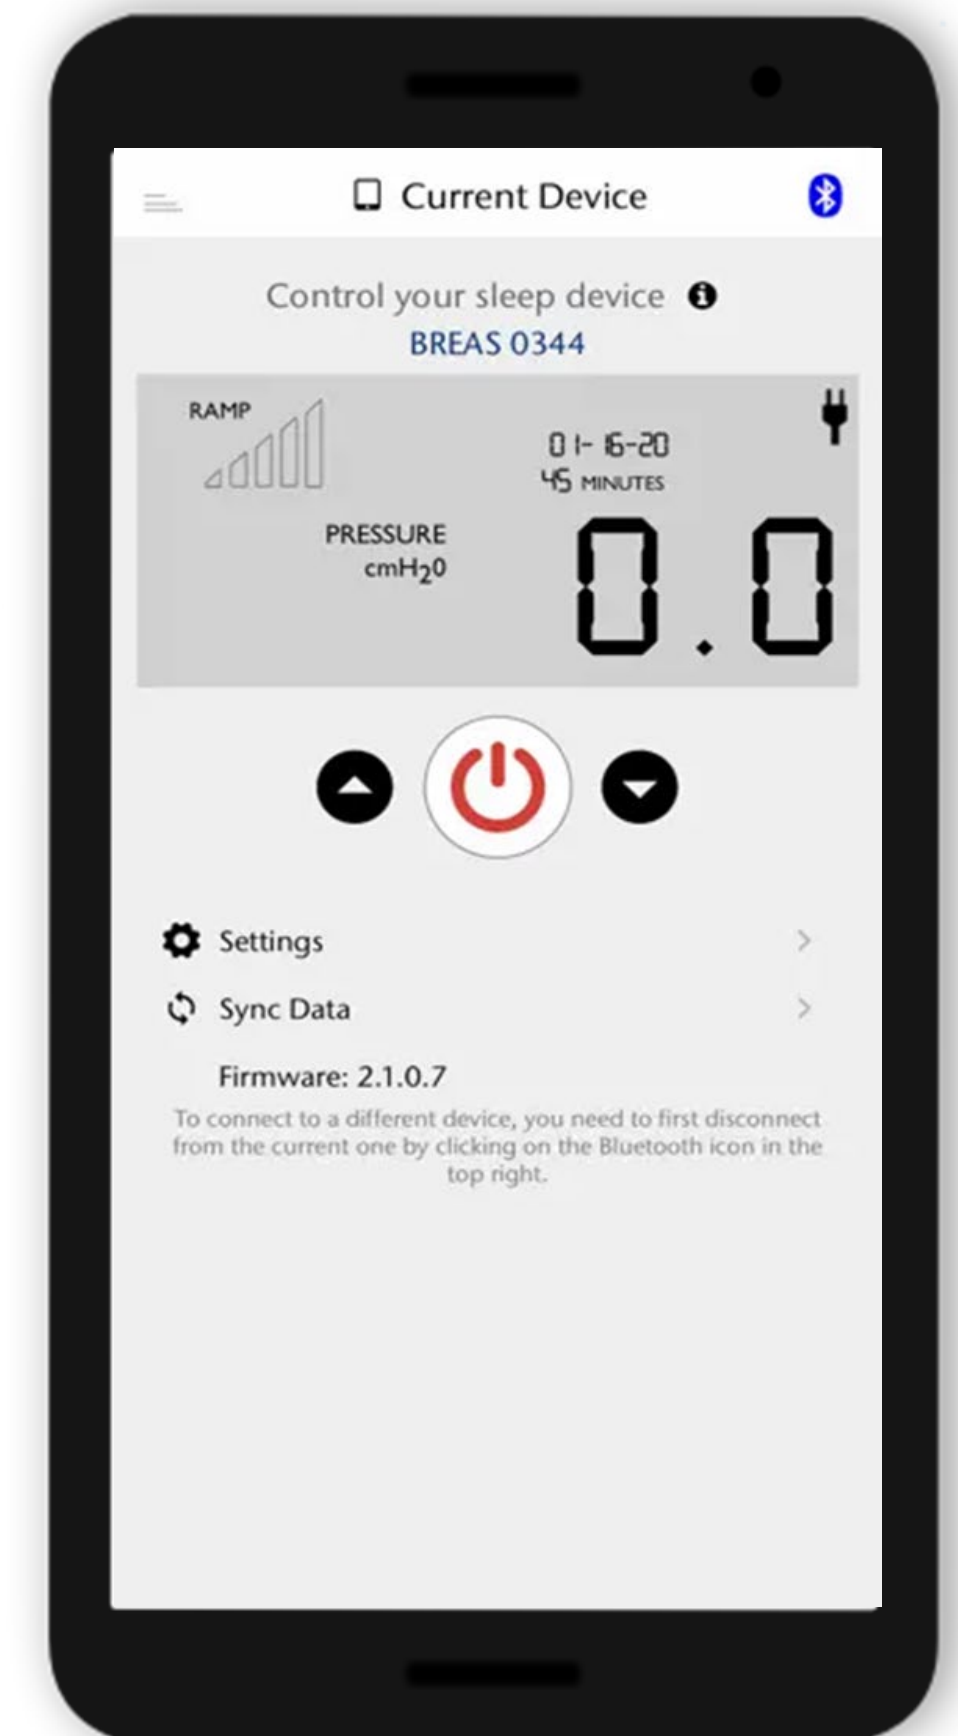 Current Device
Control your sleep device
BREAS 0344
RAMP
01-16-20
45 MINUTES
PRESSURE
cmH₂0
0.0
Settings
Sync Data
Firmware: 2.1.0.7
To connect to a different device, you need to first disconnect
from the current one by clicking on the Bluetooth icon in the
top right.